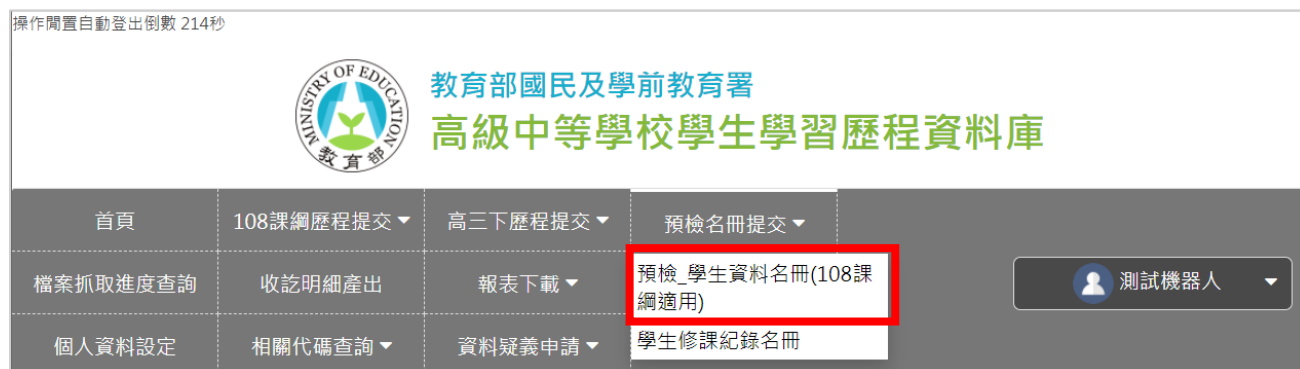 操作閒置自動登出倒數 214秒
MINISTRY OF EDUCATION
教育部
教育部國民及學前教育署
高級中等學校學生學習歷程資料庫
首頁 108課綱歷程提交 高三下歷程提交 預檢名冊提交
檔案抓取進度查詢 收訖明細產出 報表下載
預檢_學生資料名冊(108課
綱適用)
測試機器人
個人資料設定 相關代碼查詢 資料疑義申請 學生修課紀錄名冊